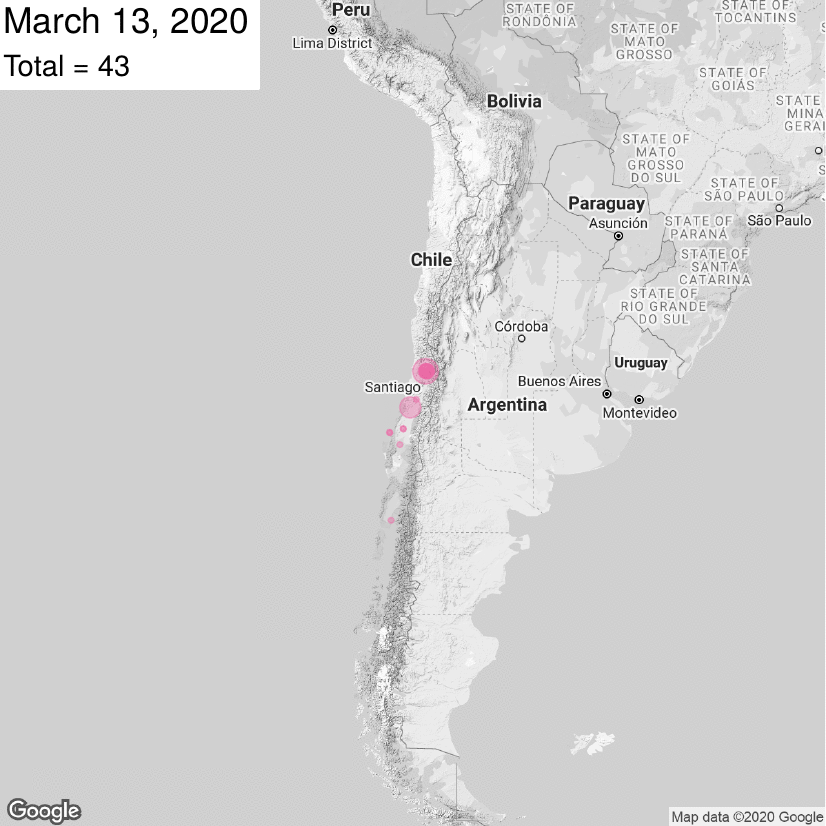 March 13, 2020
Total = 43
Peru
Lima District
STATE OF
RONDÔNIA
STATE OF
TOCANTINS
STATE OF
MATO
GROSSO
STATE OF
GOIÁS
Bolivia
STATE
MINA
GERAI
STATE OF
MATO
GROSSO
DO SUL
STATE OF
SÃO PAULO
São Paulo
Paraguay
Asunción
STATE OF
PARANÁ
Chile
STATE OF
SANTA
CATARINA
STATE OF
RIO GRANDE
DO SUL
Córdoba
Uruguay
Santiago
Buenos Aires
Argentina
Montevideo
Google
Map data ©2020 Google